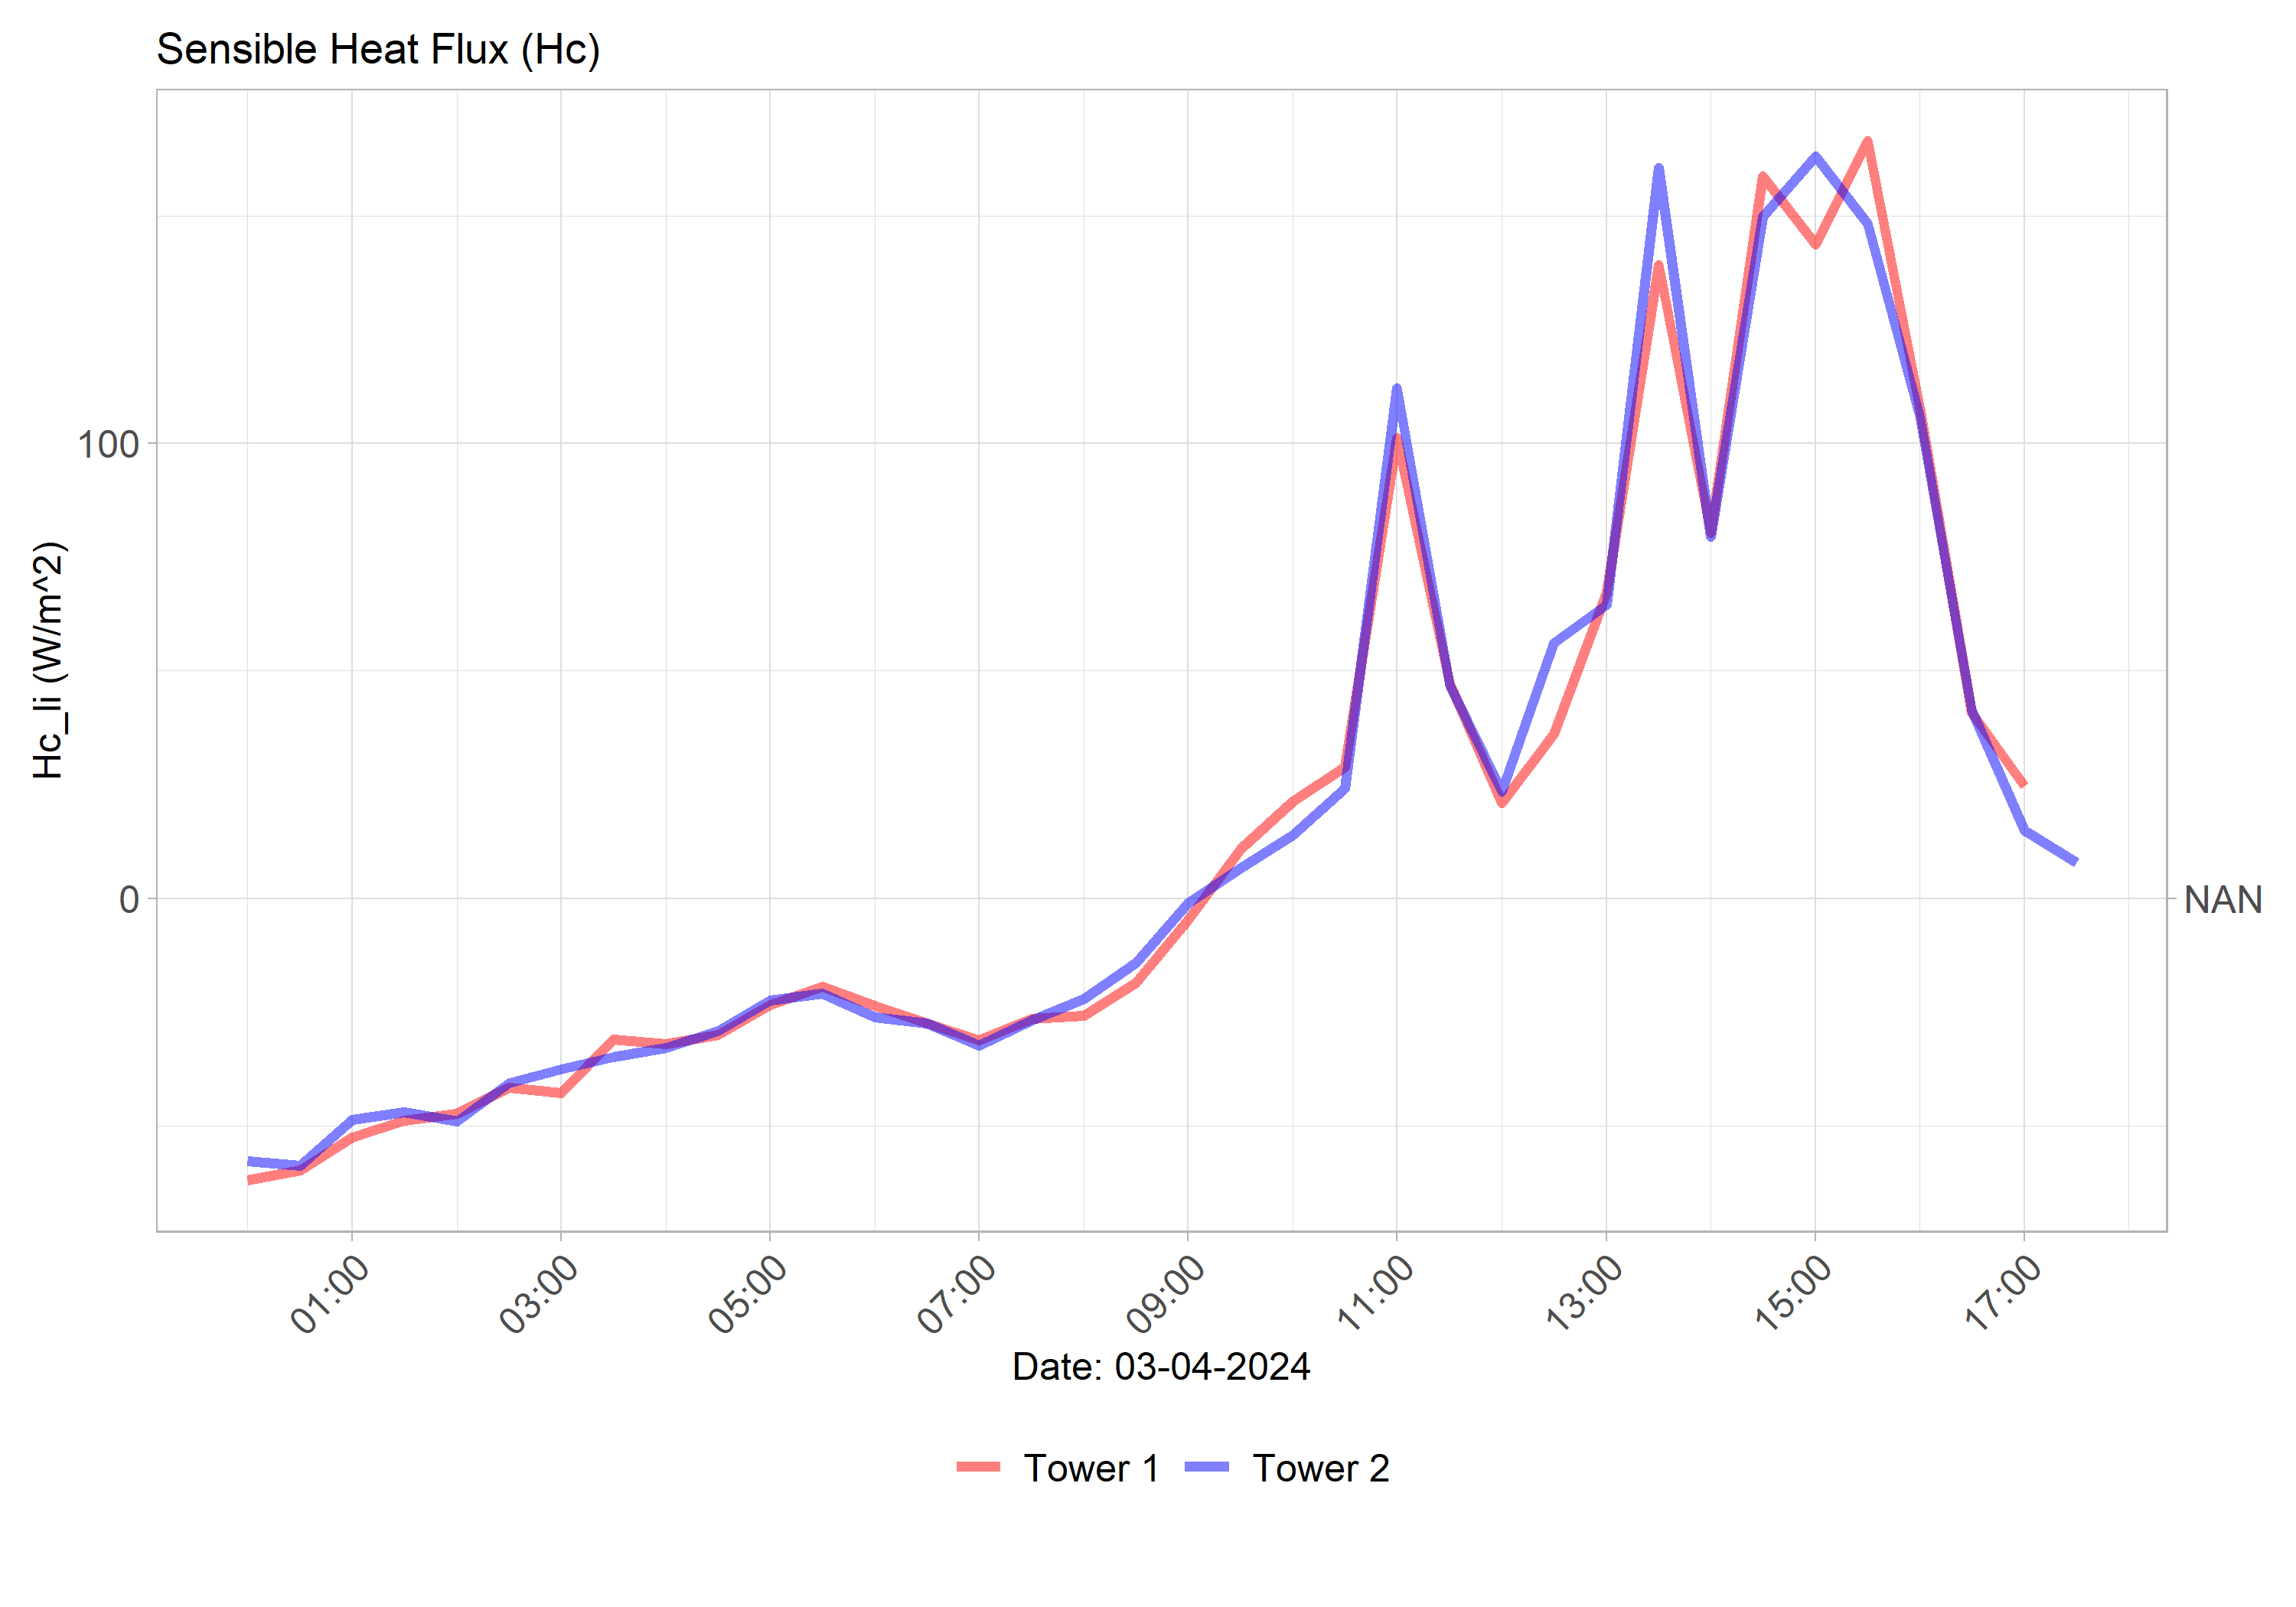 Sensible Heat Flux (Hc)
Hc_li (W/m^2)
100
0
NAN
01:00
03:00
05:00
07:00
09:00
11:00
13:00
15:00
17:00
Date: 03-04-2024
Tower 1
Tower 2